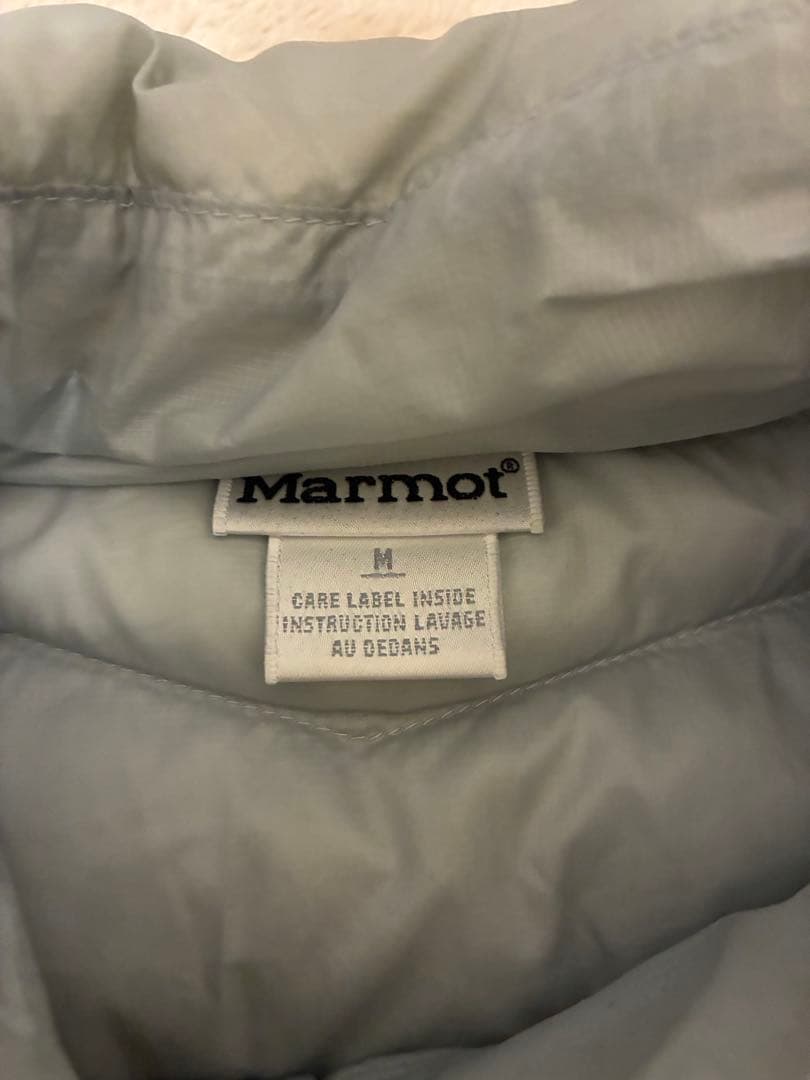 Marmot®
M
CARE LABEL INSIDE
INSTRUCTION LAVAGE
AU DEDANS